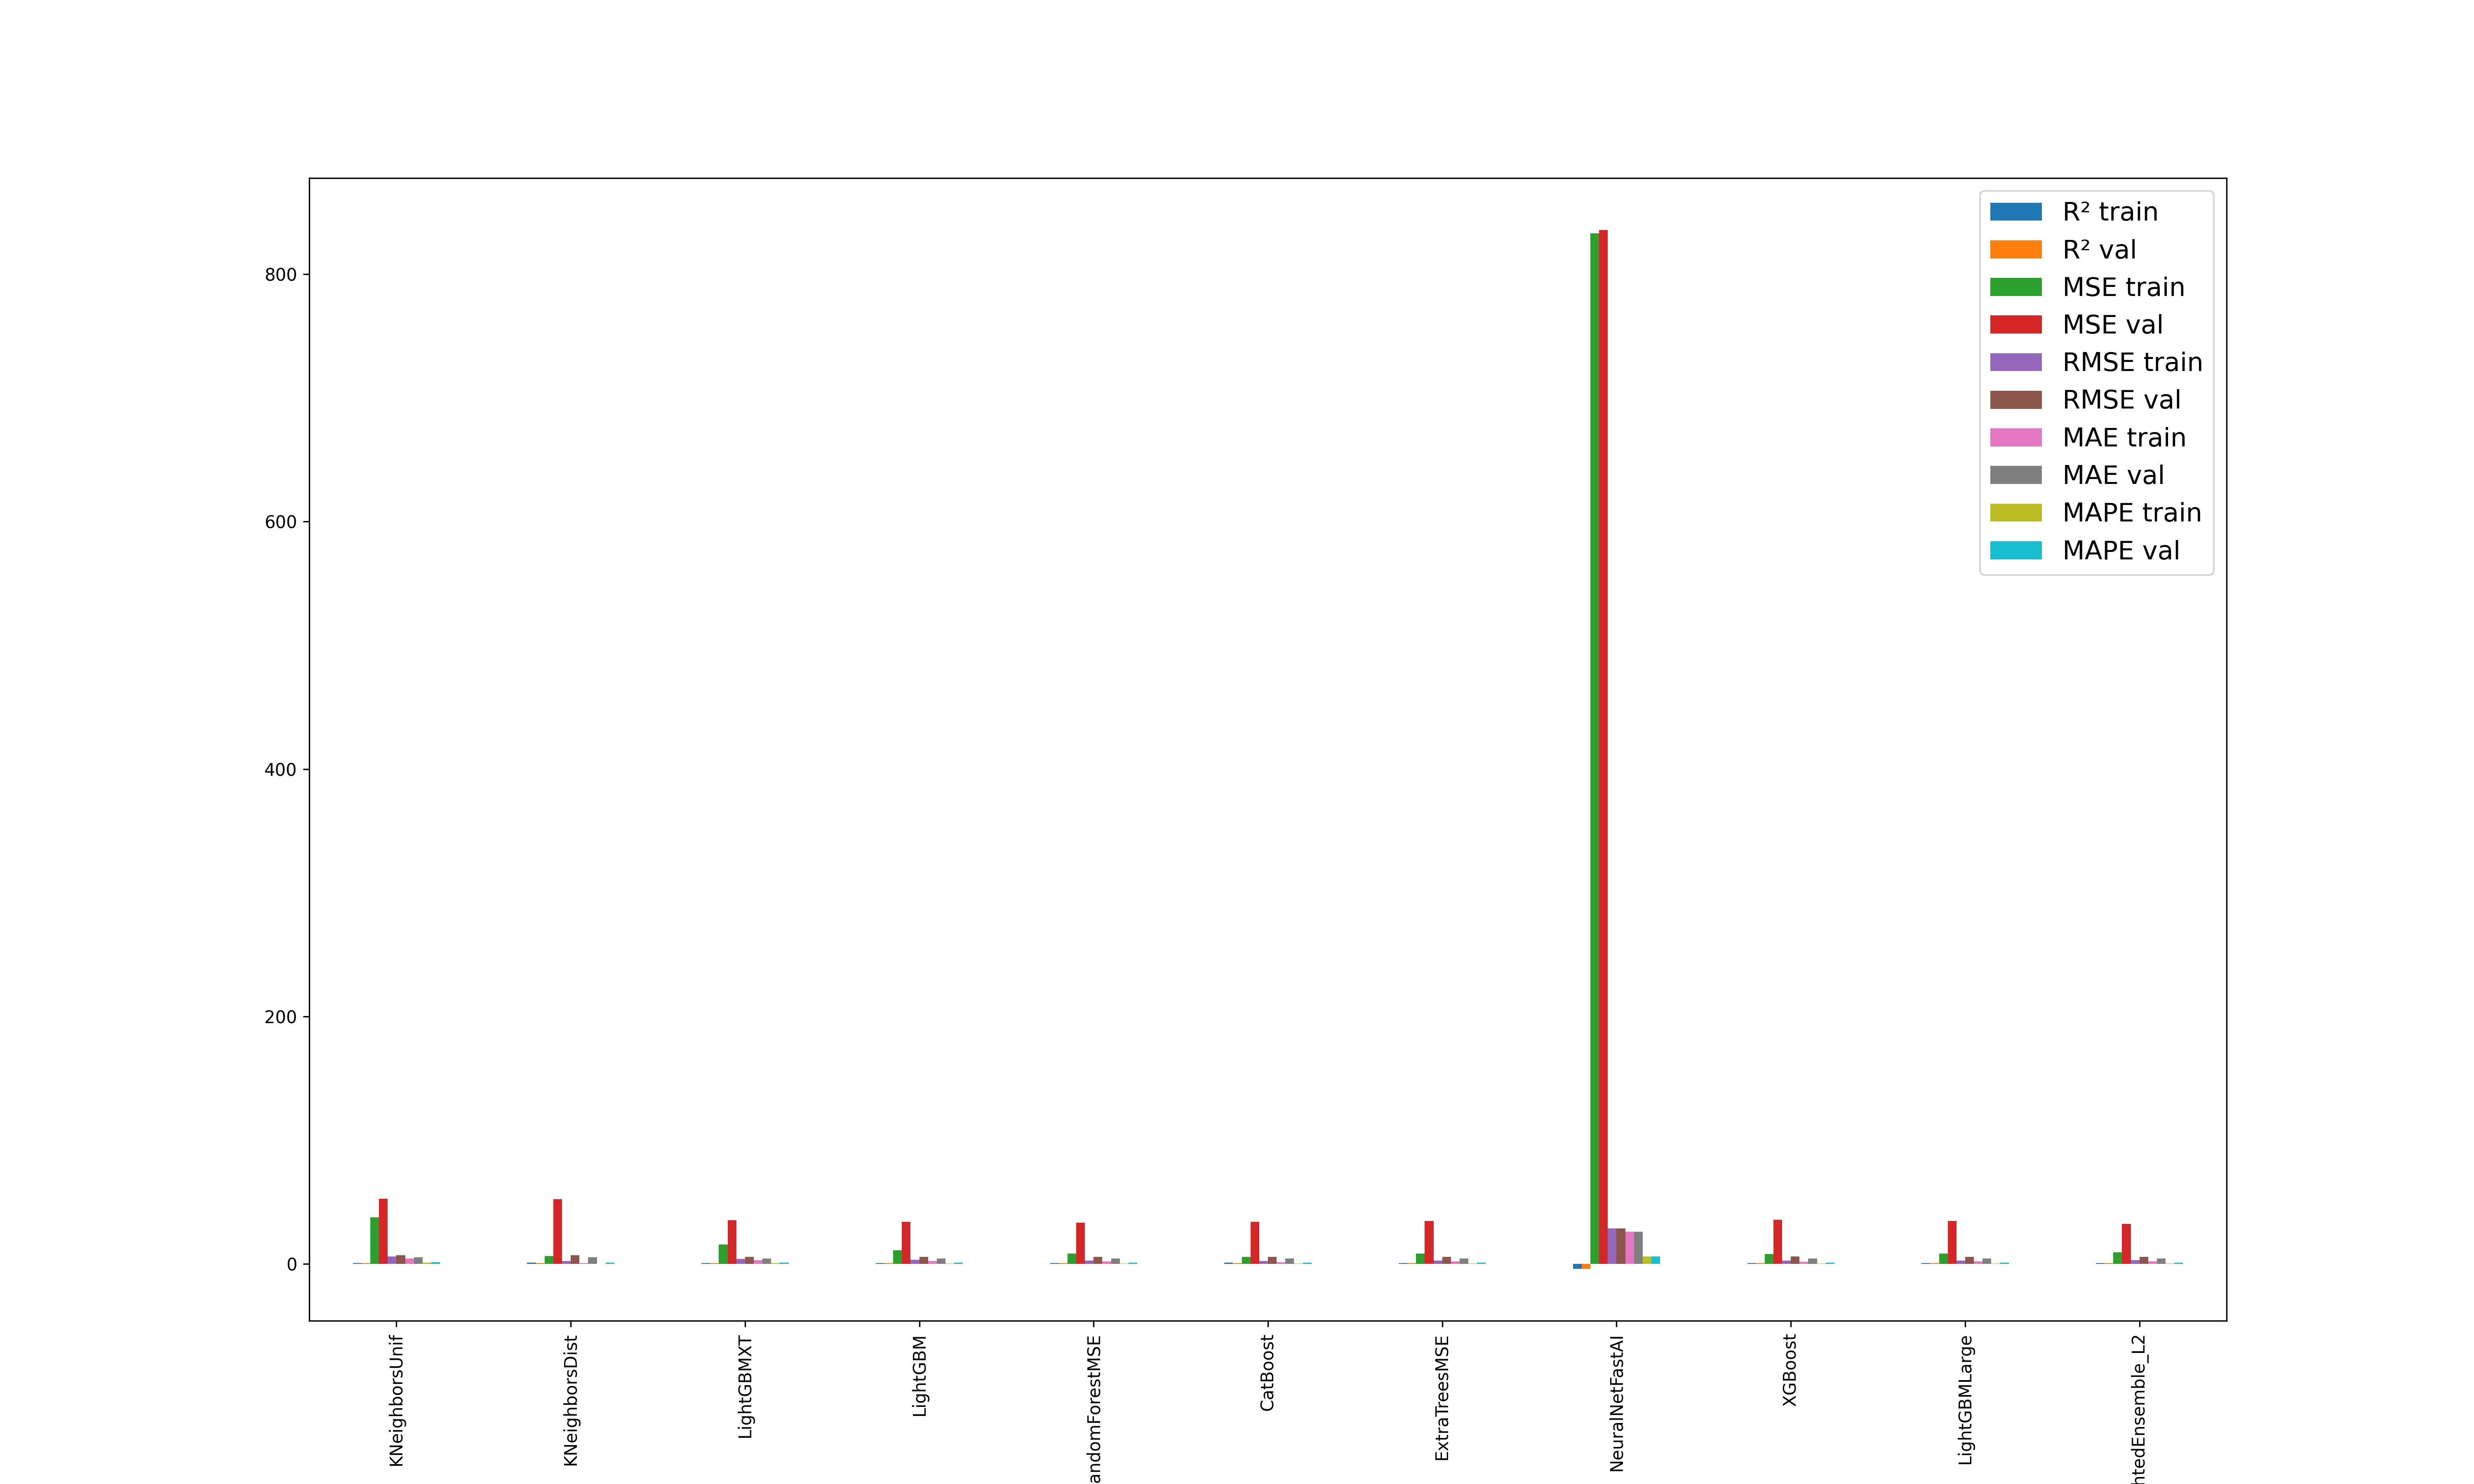 R² train
R² val
MSE train
MSE val
RMSE train
RMSE val
MAE train
MAE val
MAPE train
MAPE val
800
600
400
200
0
KNeighborsUnif
KNeighborsDist
LightGBMXT
LightGBM
andomForestMSE
CatBoost
ExtraTreesMSE
NeuralNetFastAI
XGBoost
LightGBMLarge
htedEnsemble_L2